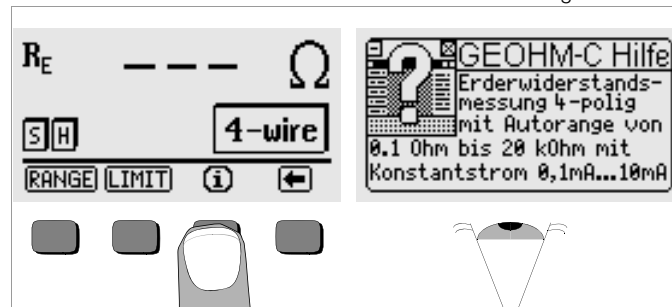 RE — — — Ω
S H 4-wire
RANGE LIMIT i ←
? GEOHM-C Hilfe
Erderwiderstands-
messung 4-polig
mit Autorange von
0.1 Ohm bis 20 kOhm mit
Konstantstrom 0,1mA...10mA